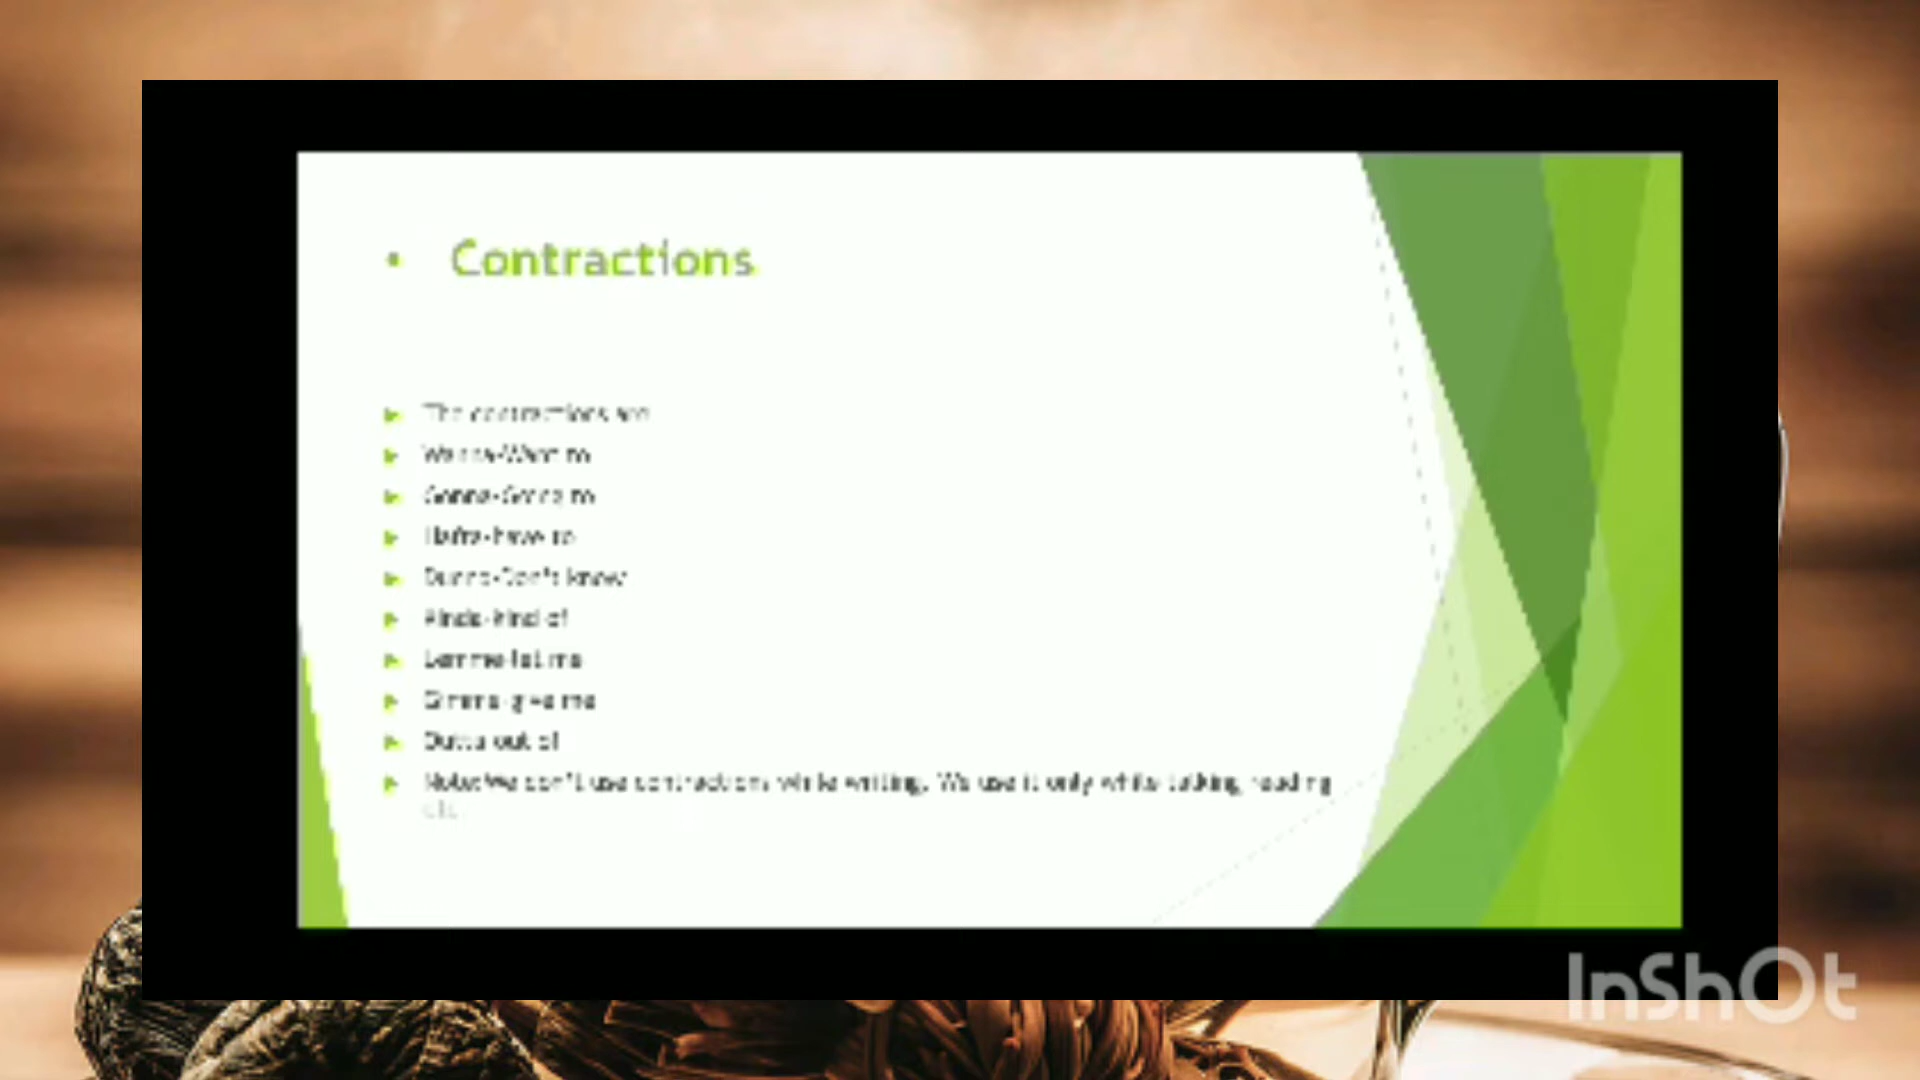 • Contractions
The contractions are
Wanna-Want to
Gonna-Going to
Hafta-have to
Dunno-Don't know
Kinda-kind of
Lemme-let me
Gimme-give me
Outta-out of
Note:We don't use contractions while writing. We use it only while talking reading
etc.
InShOt